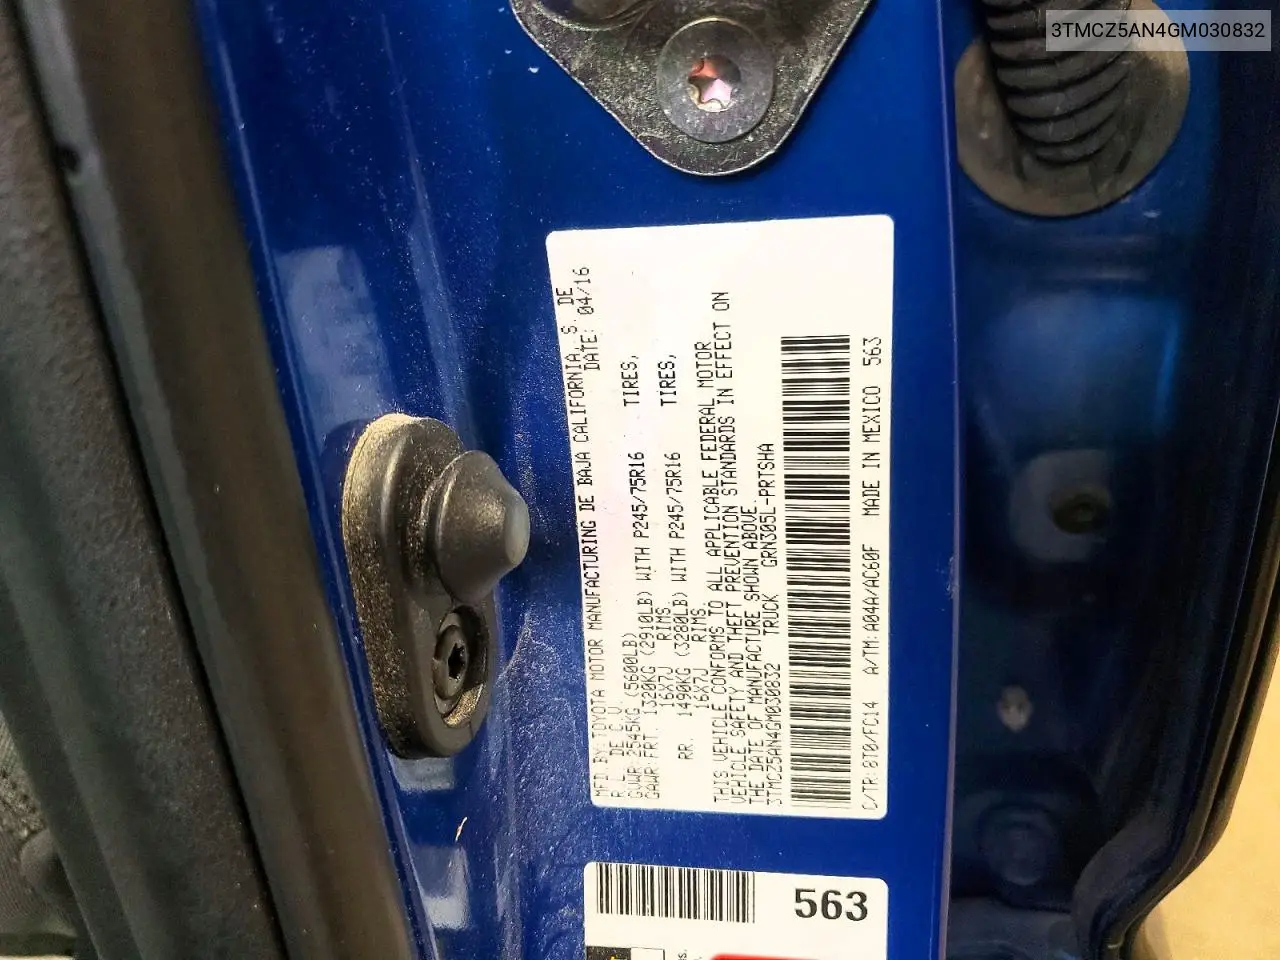 3TMCZ5AN4GM030832
MFD BY: TOYOTA MOTOR MANUFACTURING DE BAJA CALIFORNIA, S. DE
R. L. DE C. V. DATE: 04/16
GVWR: 2545KG (5600LB)
GAWR: FRT. 1320KG (2910LB) WITH P245/75R16 TIRES,
16X7J RIMS,
RR. 1490KG (3280LB) WITH P245/75R16 TIRES,
16X7J RIMS.
THIS VEHICLE CONFORMS TO ALL APPLICABLE FEDERAL MOTOR
VEHICLE SAFETY AND THEFT PREVENTION STANDARDS IN EFFECT ON
THE DATE OF MANUFACTURE SHOWN ABOVE.
3TMCZ5AN4GM030832 TRUCK GRN305L-PRTSHA
C/TR: 8T0/FC14 A/TM: A04A/AC60F MADE IN MEXICO 563
563